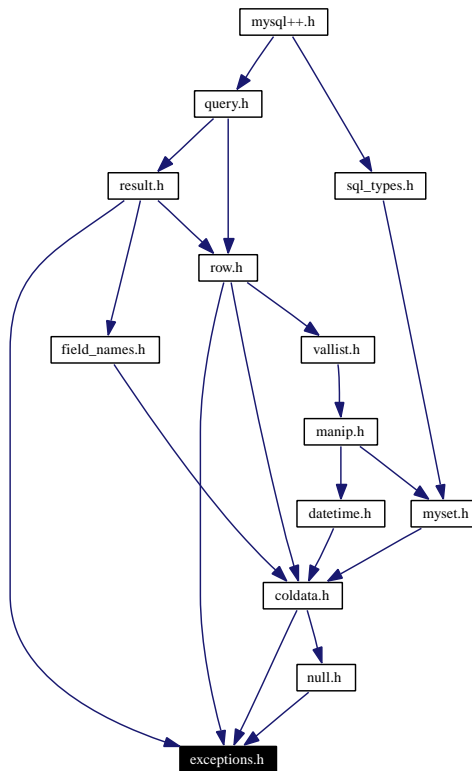 mysql++.h
query.h
result.h
sql_types.h
row.h
field_names.h
vallist.h
manip.h
datetime.h
myset.h
coldata.h
null.h
exceptions.h